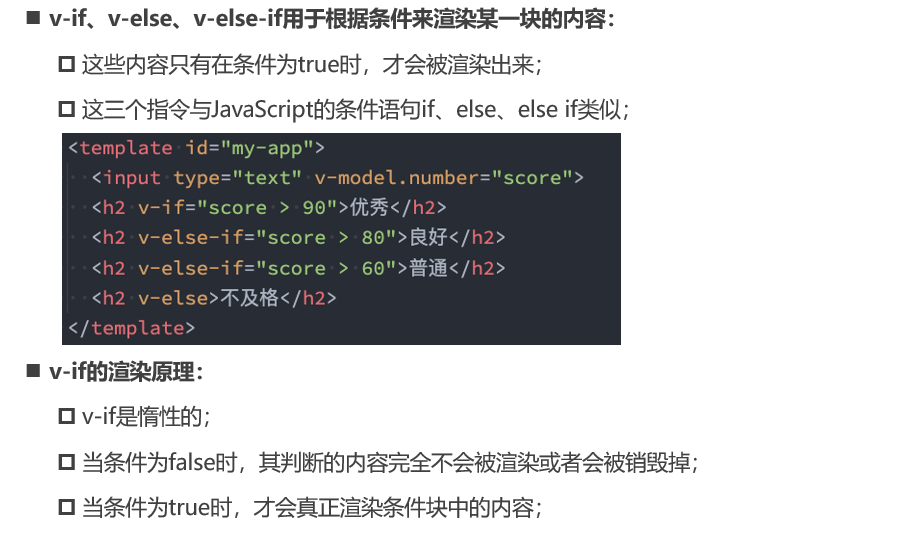 v-if、v-else、v-else-if用于根据条件来渲染某一块的内容：
这些内容只有在条件为true时，才会被渲染出来；
这三个指令与JavaScript的条件语句if、else、else if类似；
<template id="my-app">
  <input type="text" v-model.number="score">
  <h2 v-if="score > 90">优秀</h2>
  <h2 v-else-if="score > 80">良好</h2>
  <h2 v-else-if="score > 60">普通</h2>
  <h2 v-else>不及格</h2>
</template>
v-if的渲染原理：
v-if是惰性的；
当条件为false时，其判断的内容完全不会被渲染或者会被销毁掉；
当条件为true时，才会真正渲染条件块中的内容；